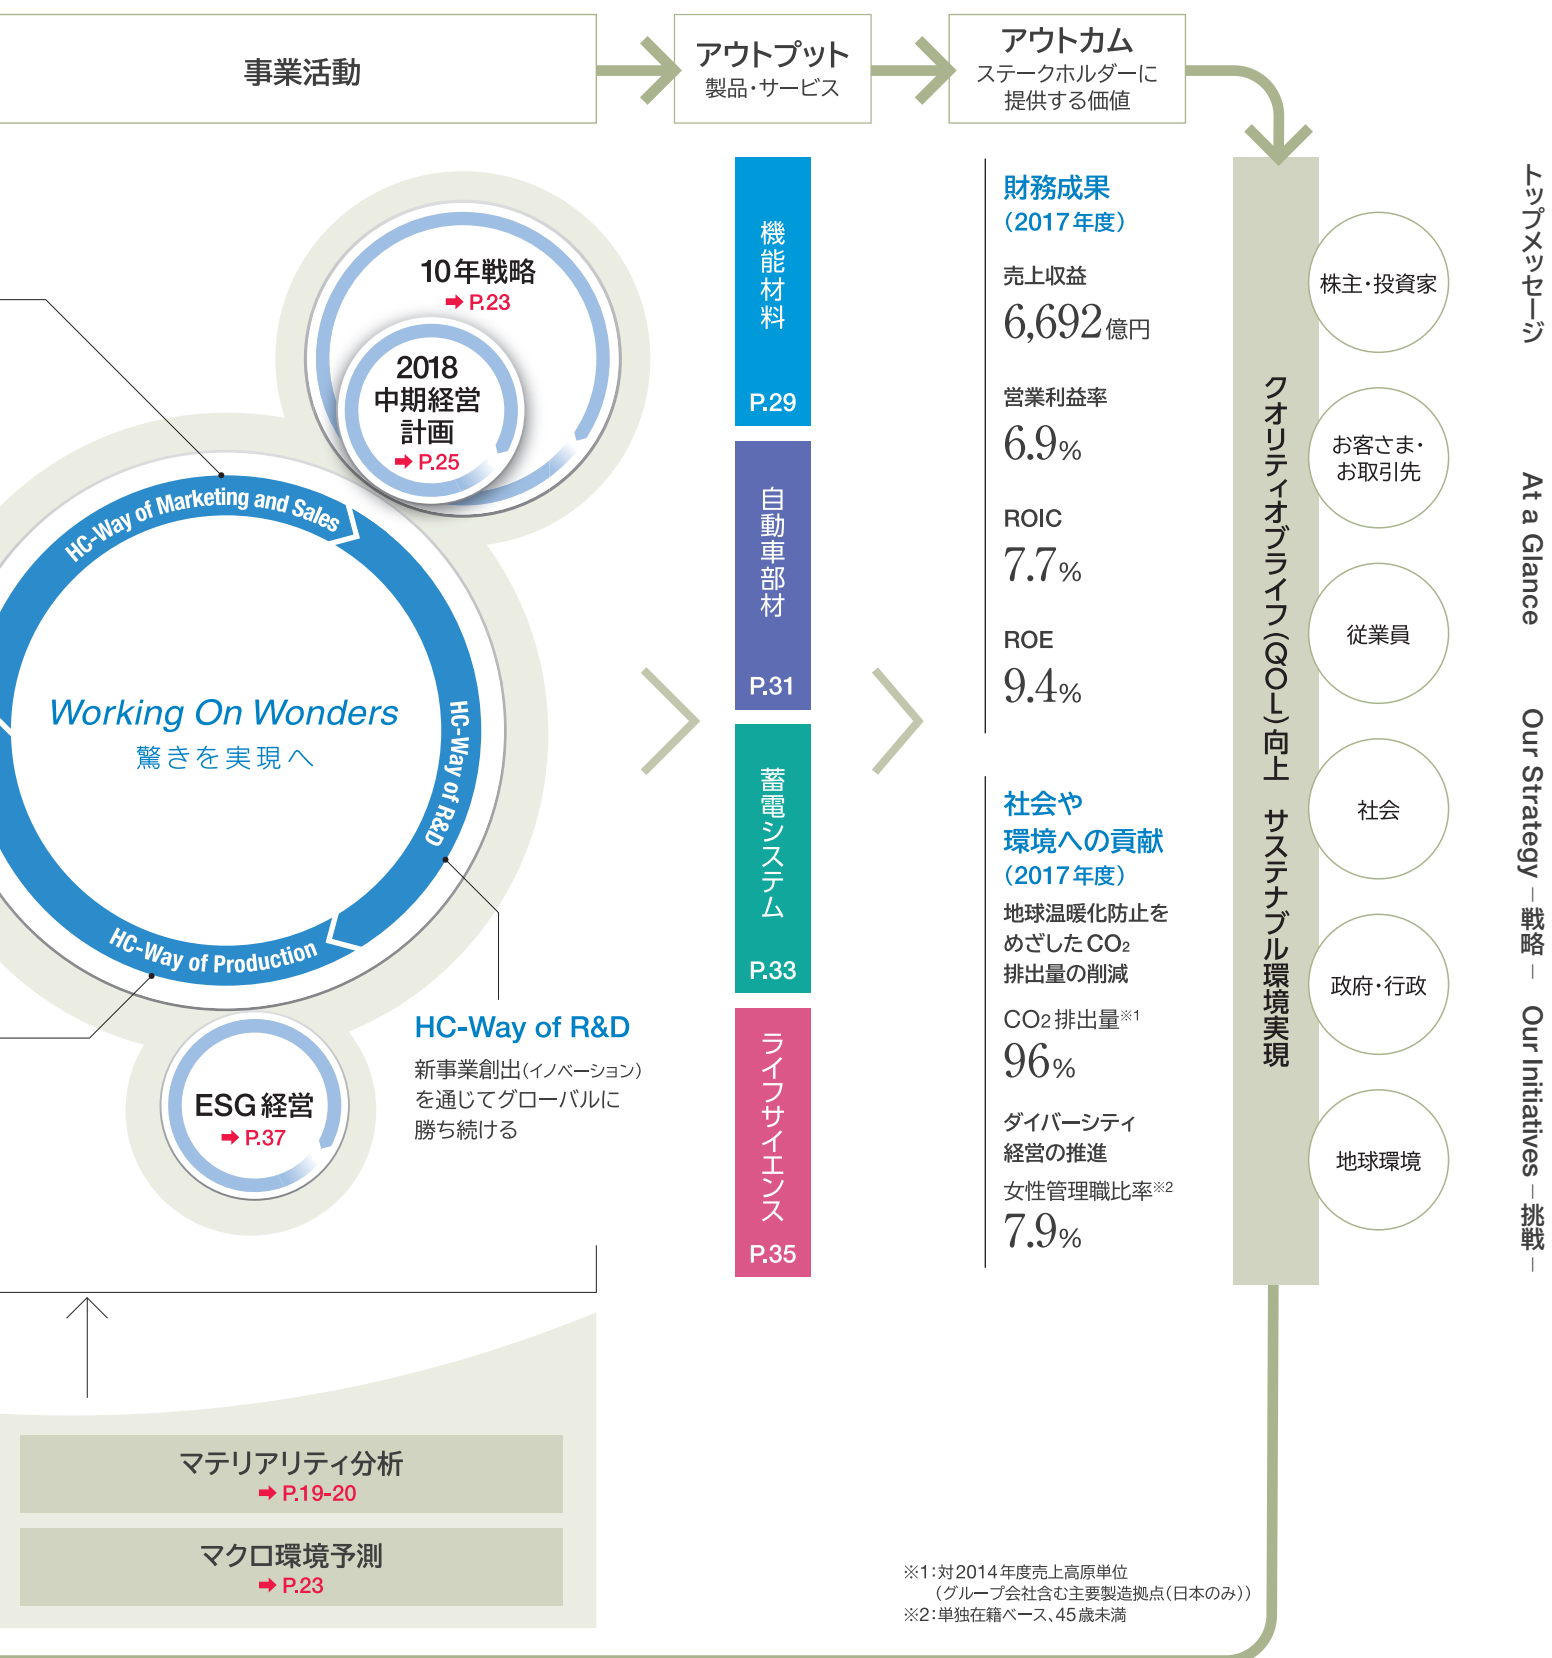 事業活動
アウトプット
製品・サービス
アウトカム
ステークホルダーに
提供する価値
10年戦略
➡ P.23
2018
中期経営
計画
➡ P.25
HC-Way of Marketing and Sales
HC-Way of R&D
HC-Way of Production
Working On Wonders
驚きを実現へ
ESG経営
➡ P.37
HC-Way of R&D
新事業創出(イノベーション)
を通じてグローバルに
勝ち続ける
マテリアリティ分析
➡ P.19-20
マクロ環境予測
➡ P.23
機能材料
P.29
自動車部材
P.31
蓄電システム
P.33
ライフサイエンス
P.35
財務成果
(2017年度)
売上収益
6,692億円
営業利益率
6.9%
ROIC
7.7%
ROE
9.4%
社会や
環境への貢献
(2017年度)
地球温暖化防止を
めざしたCO₂
排出量の削減
CO₂排出量※1
96%
ダイバーシティ
経営の推進
女性管理職比率※2
7.9%
クオリティオブライフ(QOL)向上 サステナブル環境実現
株主・投資家
お客さま・
お取引先
従業員
社会
政府・行政
地球環境
※1:対2014年度売上高原単位
(グループ会社含む主要製造拠点(日本のみ))
※2:単独在籍ベース、45歳未満
トップメッセージ
At a Glance
Our Strategy －戦略－
Our Initiatives －挑戦－